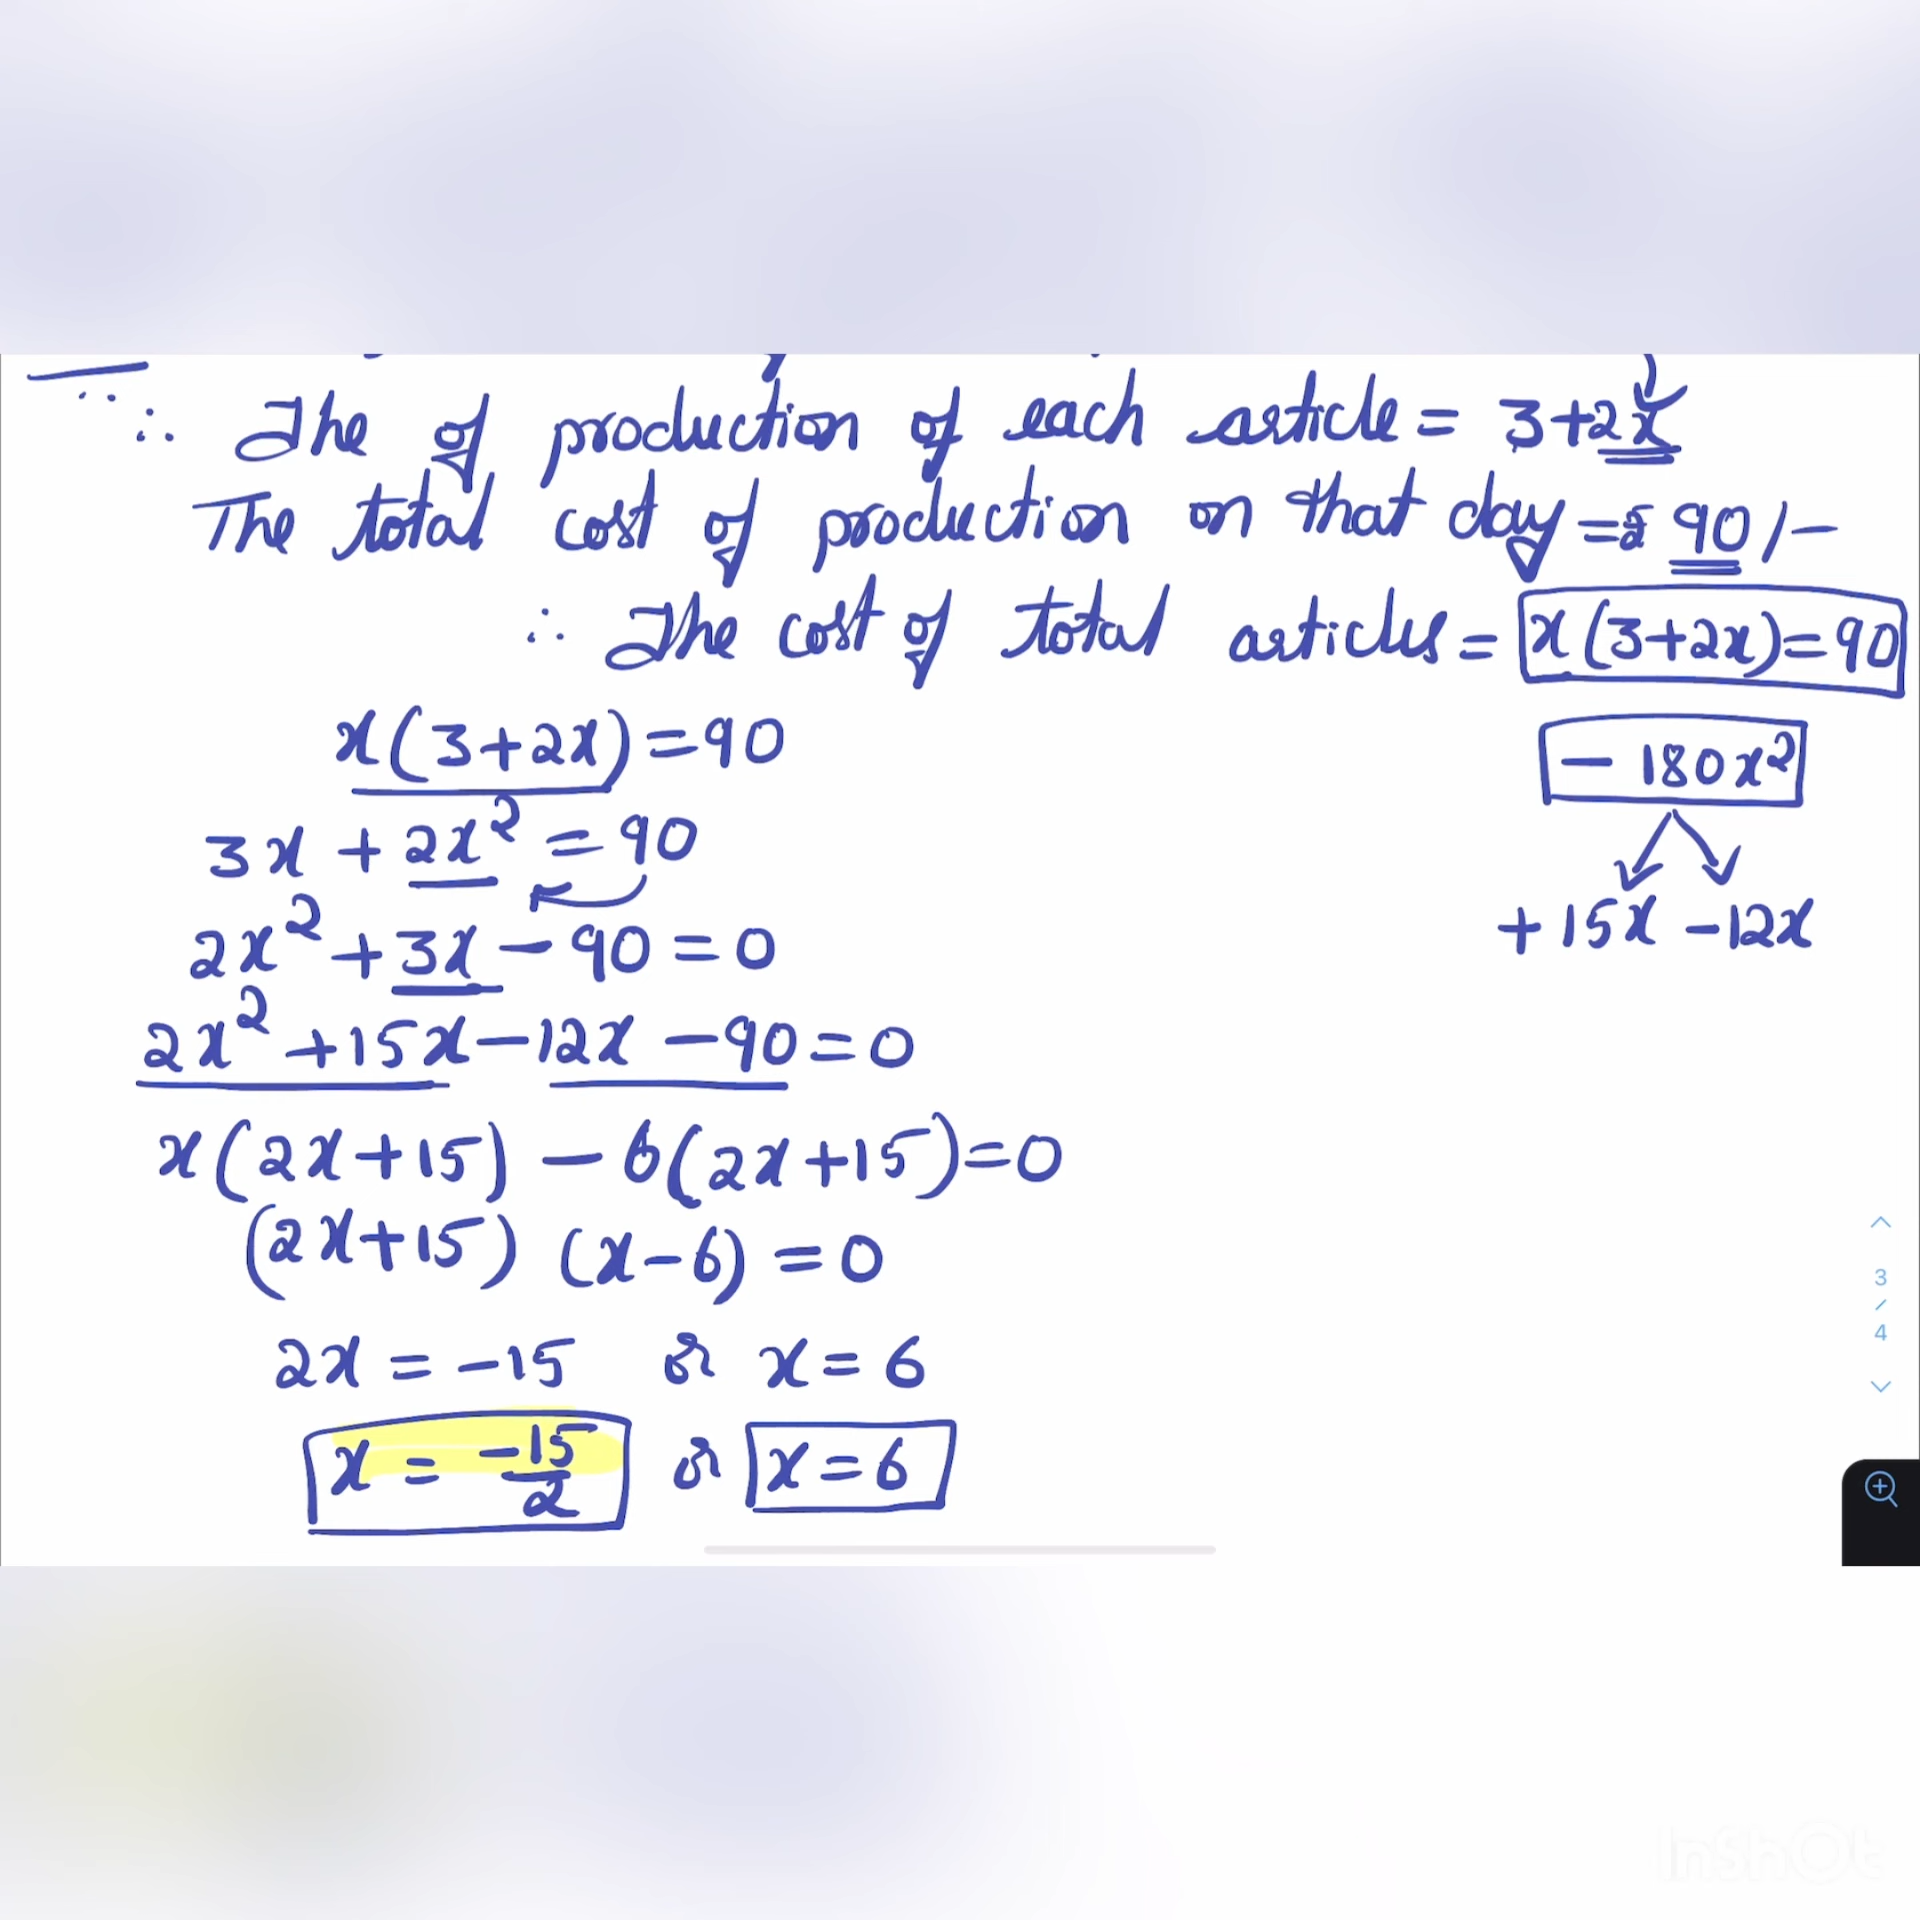 ∴ The of production of each article = 3+2x
The total cost of production on that day = ₹ 90/-
∴ The cost of total articles = x(3+2x)=90
x(3+2x)=90
- 180x²
3x + 2x² = 90
+15x -12x
2x² + 3x - 90 = 0
2x² +15x - 12x - 90 = 0
x(2x+15) - 6(2x+15)=0
(2x+15) (x-6) = 0
2x = -15 or x = 6
x = -15/2 or x = 6
3
/
4
InShOt